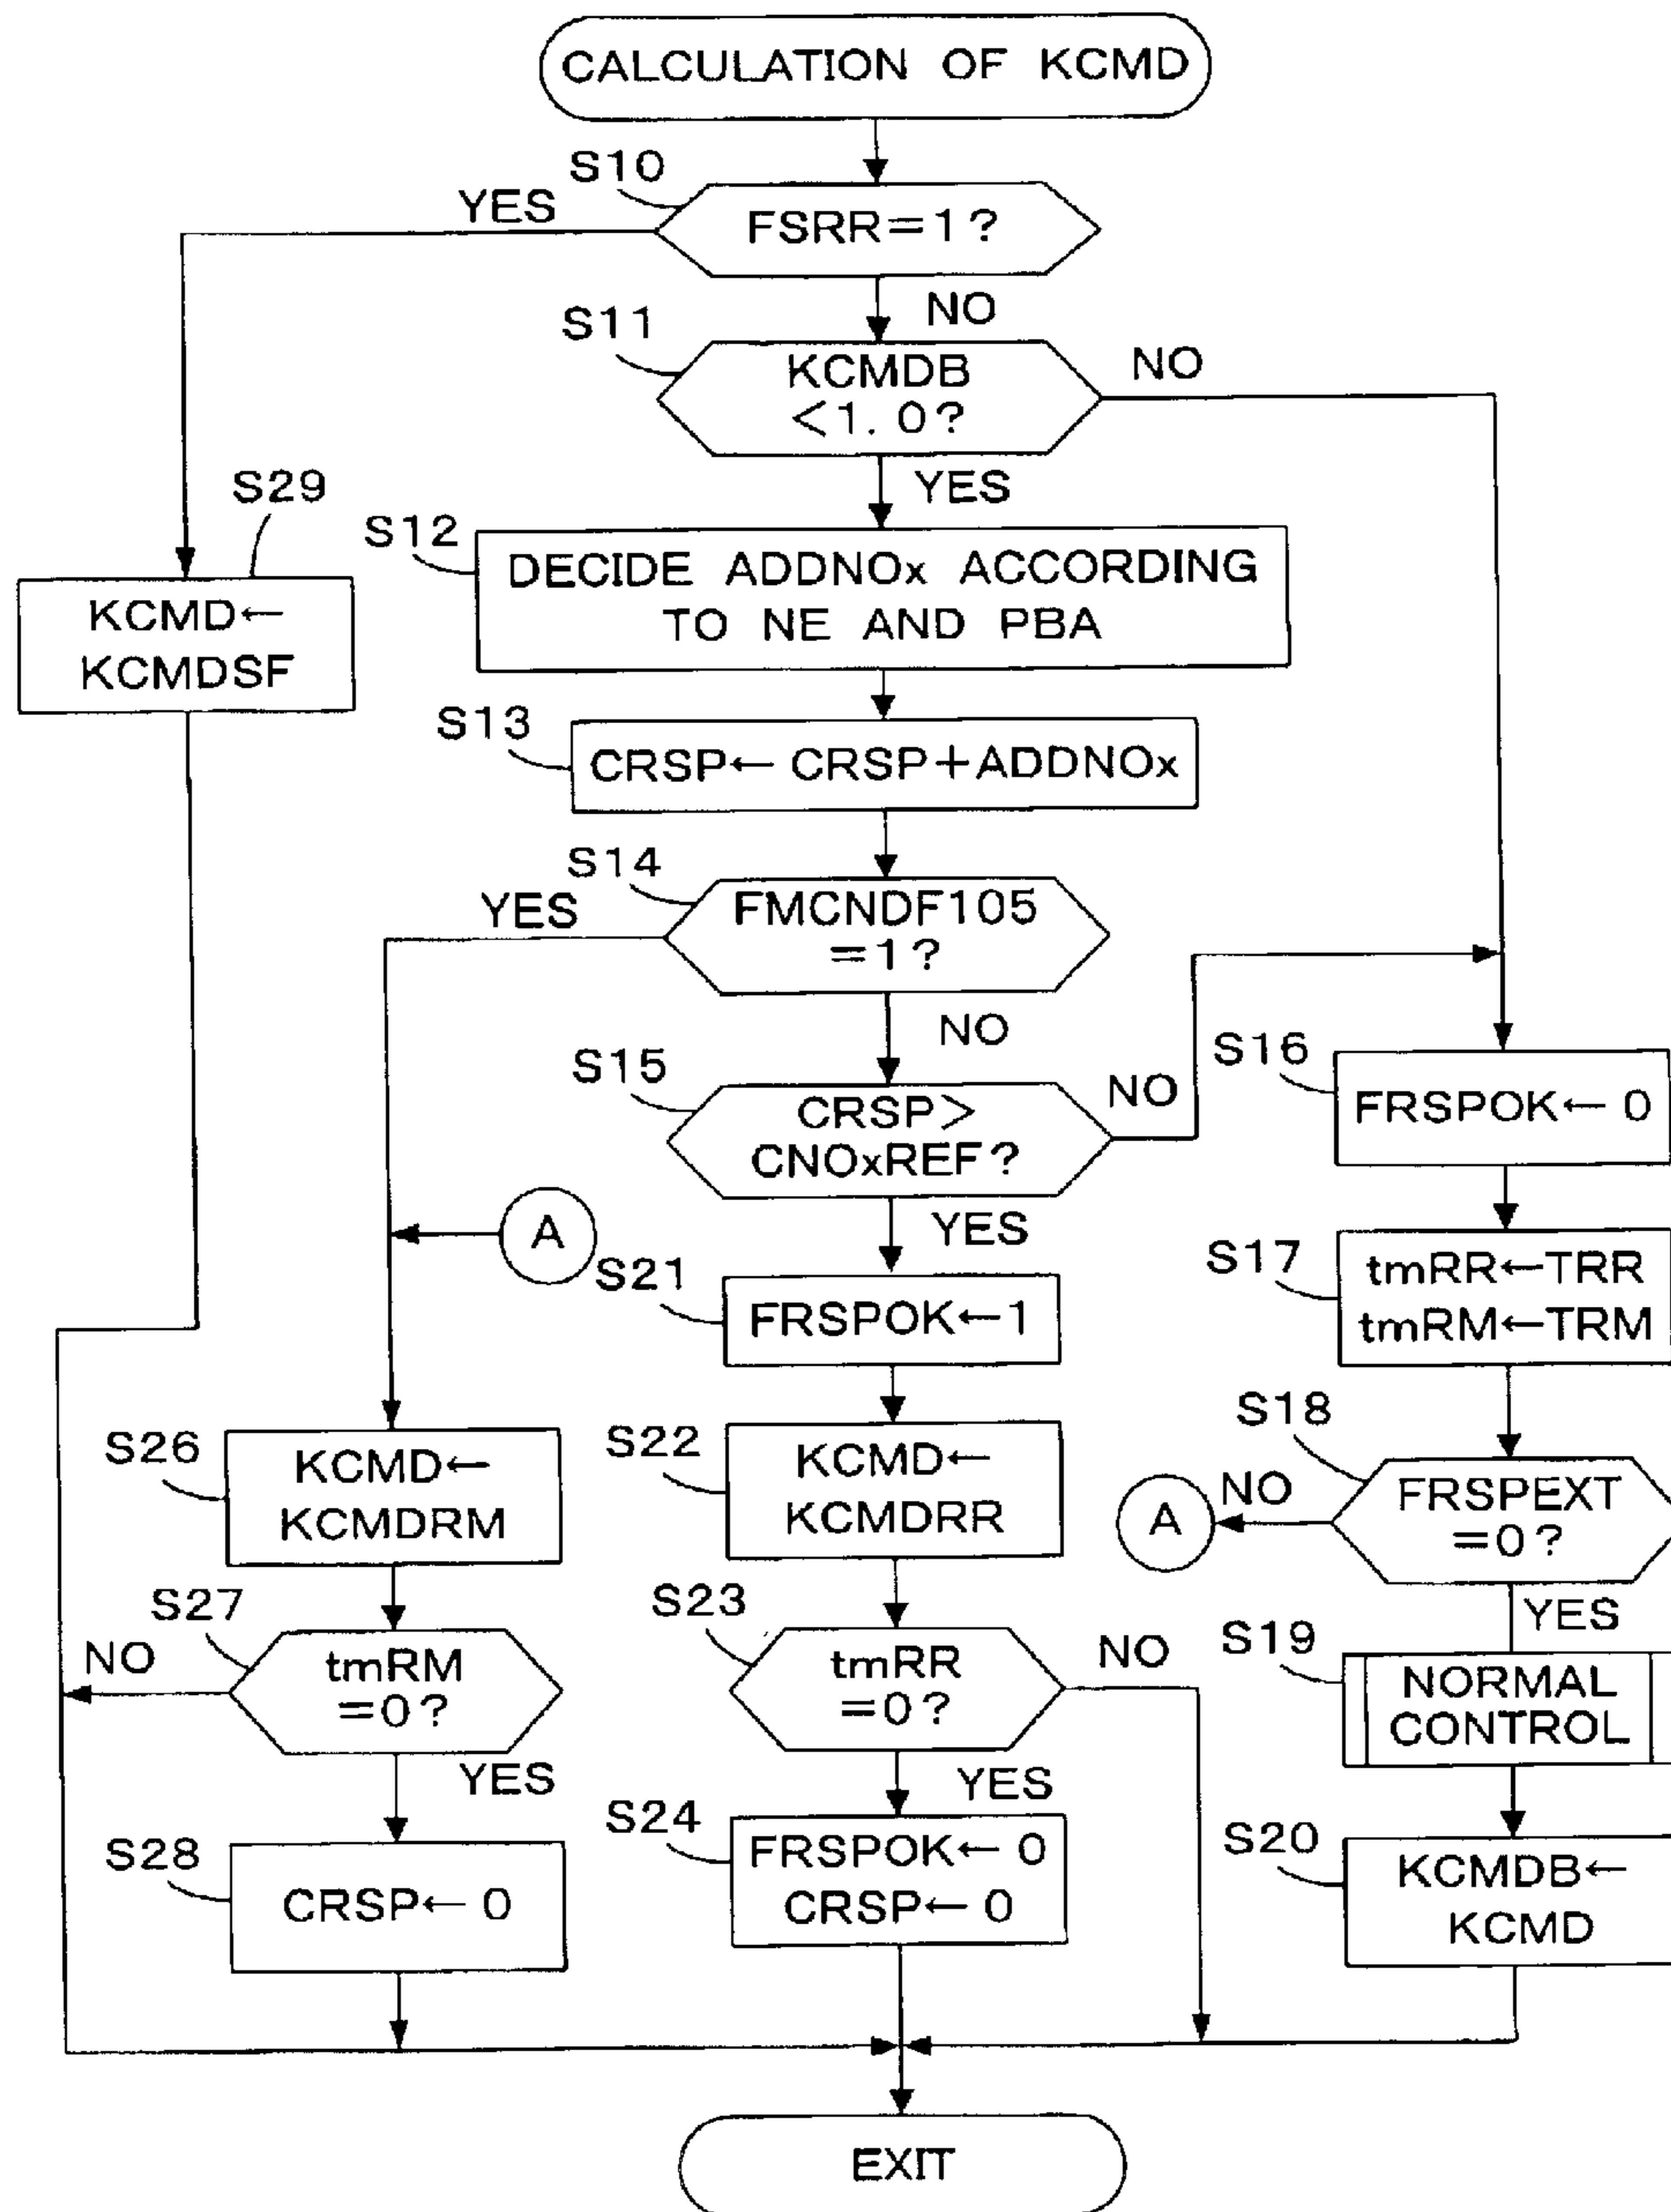 CALCULATION OF KCMD
S10
YES
FSRR=1?
NO
S11
KCMDB
<1.0?
NO
YES
S29
KCMD←
KCMDSF
S12
DECIDE ADDNOx ACCORDING
TO NE AND PBA
S13
CRSP←CRSP+ADDNOx
S14
YES
FMCNDF105
=1?
NO
S15
CRSP>
CNOxREF?
NO
YES
S16
FRSPOK←0
A
S21
FRSPOK←1
S17
tmRR←TRR
tmRM←TRM
S26
KCMD←
KCMDRM
S22
KCMD←
KCMDRR
S18
A
NO
FRSPEXT
=0?
YES
S27
NO
tmRM
=0?
YES
S23
tmRR
=0?
NO
YES
S19
NORMAL
CONTROL
S28
CRSP←0
S24
FRSPOK←0
CRSP←0
S20
KCMDB←
KCMD
EXIT